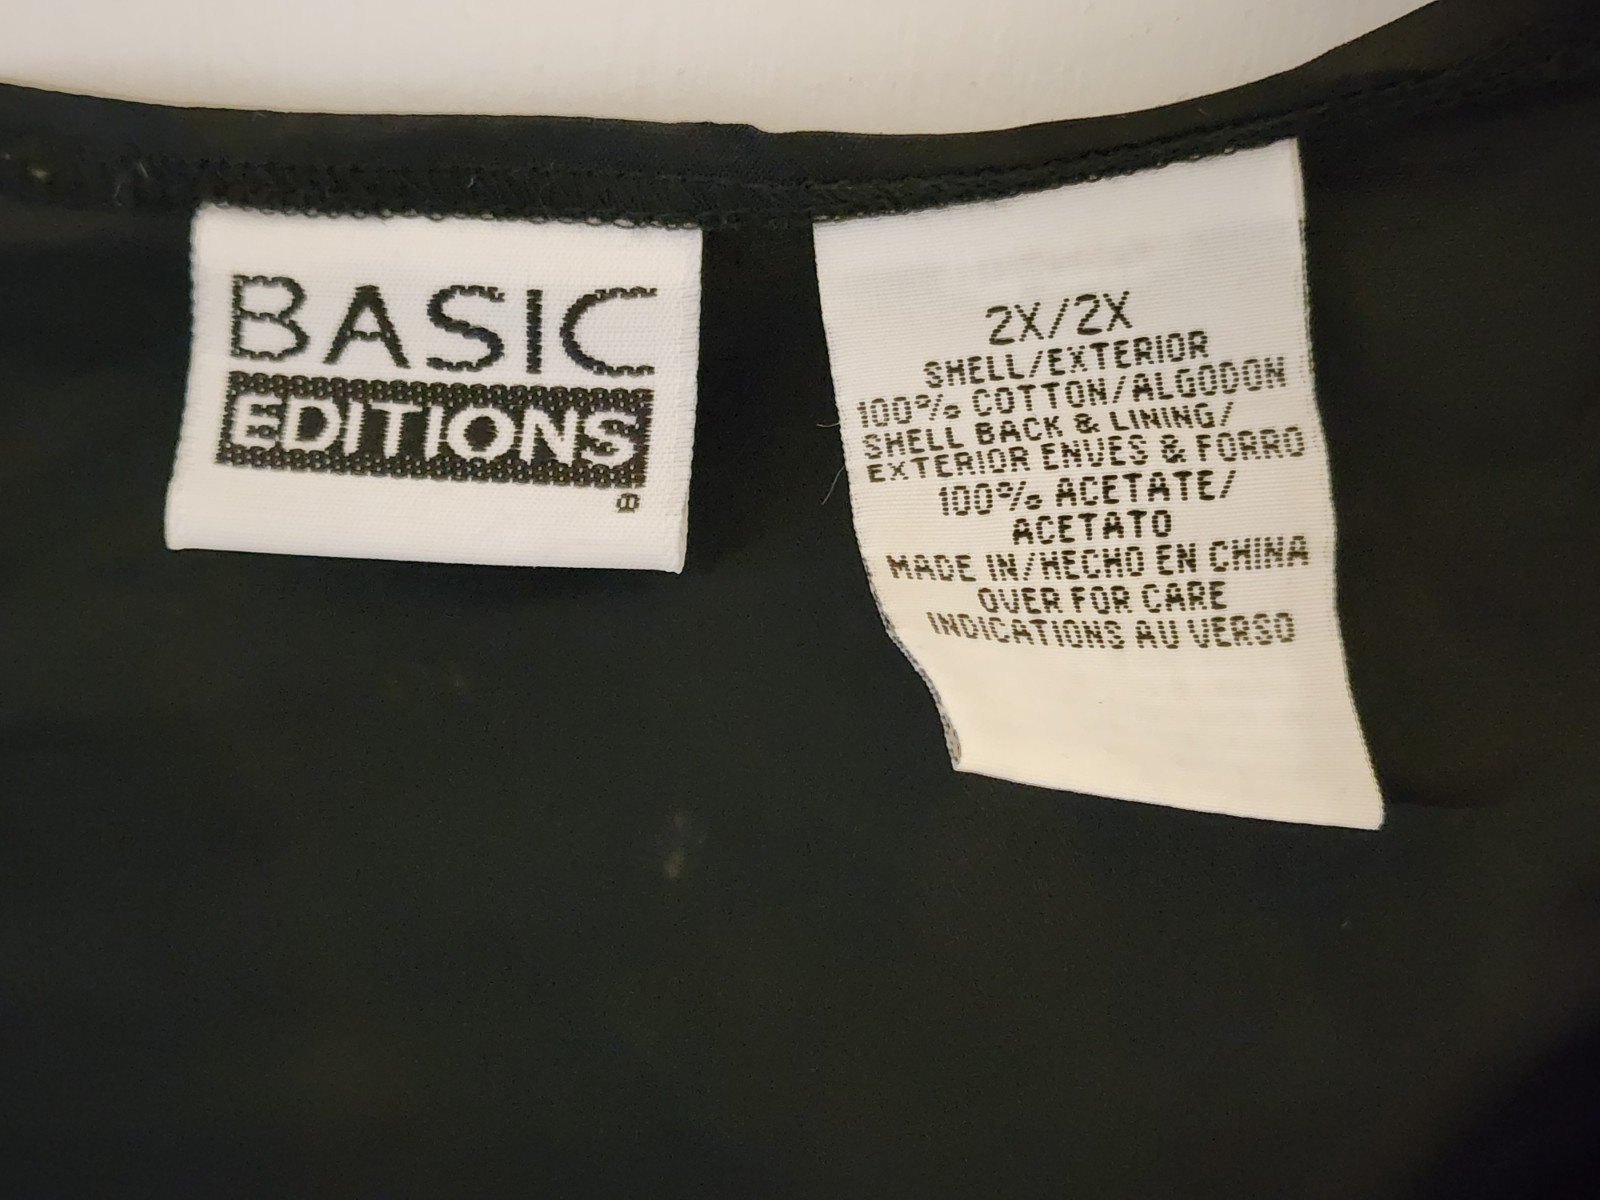 BASIC
EDITIONS
®
2X/2X
SHELL/EXTERIOR
100% COTTON/ALGODON
SHELL BACK & LINING/
EXTERIOR ENVES & FORRO
100% ACETATE/
ACETATO
MADE IN/HECHO EN CHINA
OVER FOR CARE
INDICATIONS AU VERSO